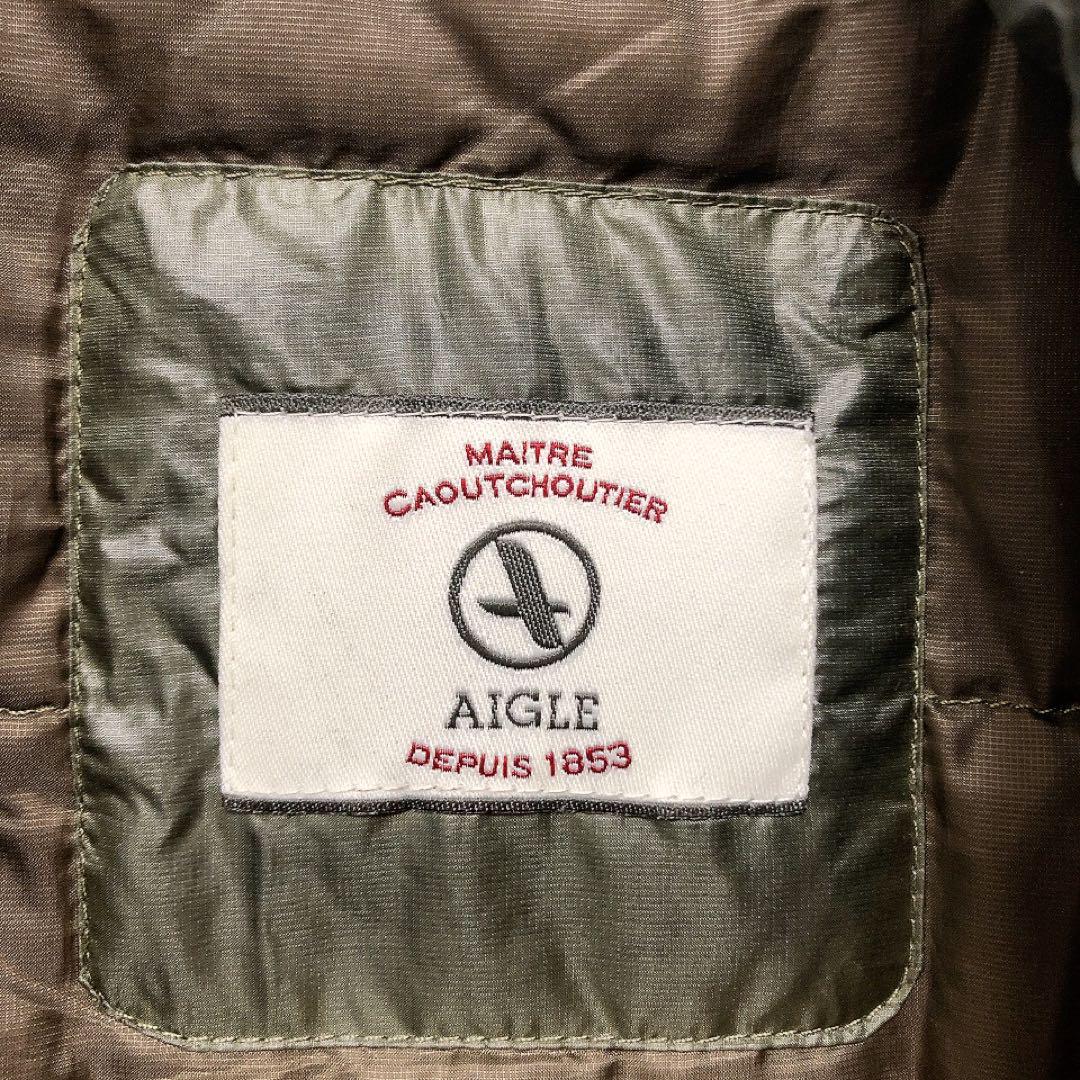 MAITRE
CAOUTCHOUTIER
AIGLE
DEPUIS 1853